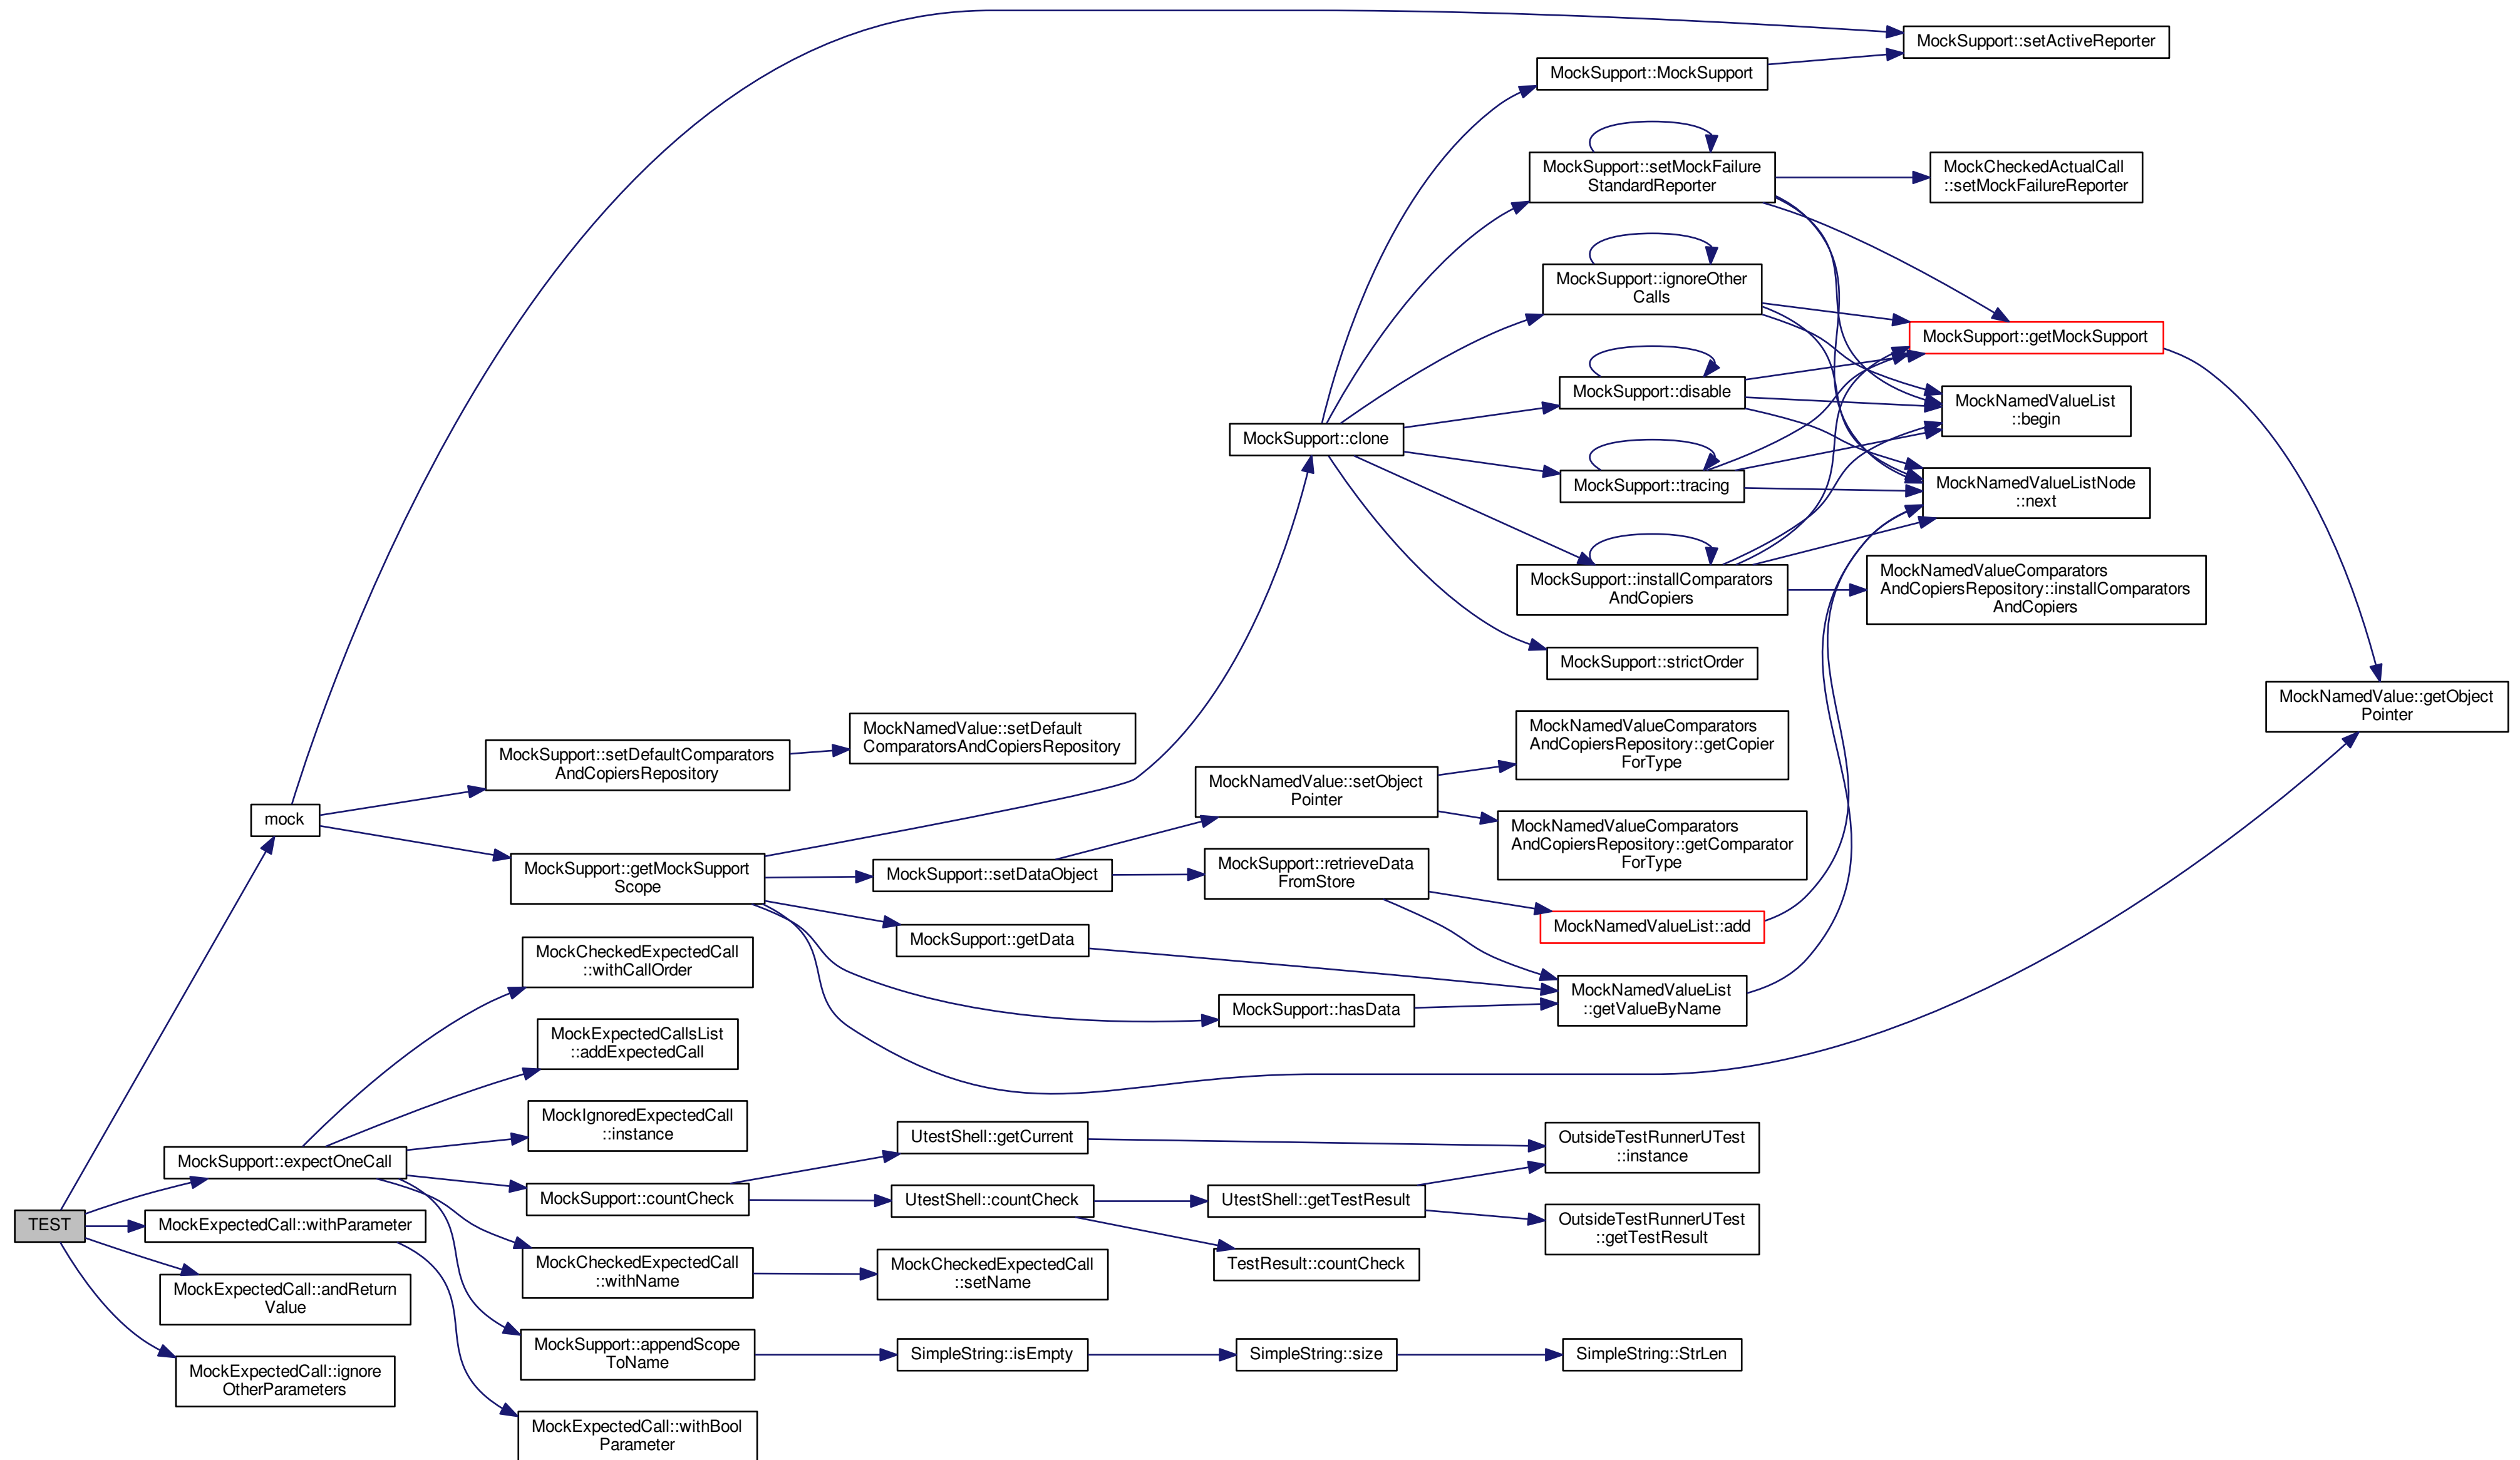 MockSupport::setActiveReporter
MockSupport::MockSupport
MockSupport::setMockFailure
StandardReporter
MockCheckedActualCall
::setMockFailureReporter
MockSupport::ignoreOther
Calls
MockSupport::getMockSupport
MockSupport::disable
MockNamedValueList
::begin
MockSupport::clone
MockSupport::tracing
MockNamedValueListNode
::next
MockSupport::installComparators
AndCopiers
MockNamedValueComparators
AndCopiersRepository::installComparators
AndCopiers
MockSupport::strictOrder
MockNamedValue::getObject
Pointer
MockNamedValue::setDefault
ComparatorsAndCopiersRepository
MockSupport::setDefaultComparators
AndCopiersRepository
MockNamedValueComparators
AndCopiersRepository::getCopier
ForType
MockNamedValue::setObject
Pointer
mock
MockNamedValueComparators
AndCopiersRepository::getComparator
ForType
MockSupport::getMockSupport
Scope
MockSupport::setDataObject
MockSupport::retrieveData
FromStore
MockNamedValueList::add
MockSupport::getData
MockCheckedExpectedCall
::withCallOrder
MockSupport::hasData
MockNamedValueList
::getValueByName
MockExpectedCallsList
::addExpectedCall
MockIgnoredExpectedCall
::instance
UtestShell::getCurrent
OutsideTestRunnerUTest
::instance
MockSupport::expectOneCall
MockSupport::countCheck
UtestShell::countCheck
UtestShell::getTestResult
TEST
MockExpectedCall::withParameter
OutsideTestRunnerUTest
::getTestResult
MockCheckedExpectedCall
::withName
MockCheckedExpectedCall
::setName
TestResult::countCheck
MockExpectedCall::andReturn
Value
MockSupport::appendScope
ToName
SimpleString::isEmpty
SimpleString::size
SimpleString::StrLen
MockExpectedCall::ignore
OtherParameters
MockExpectedCall::withBool
Parameter